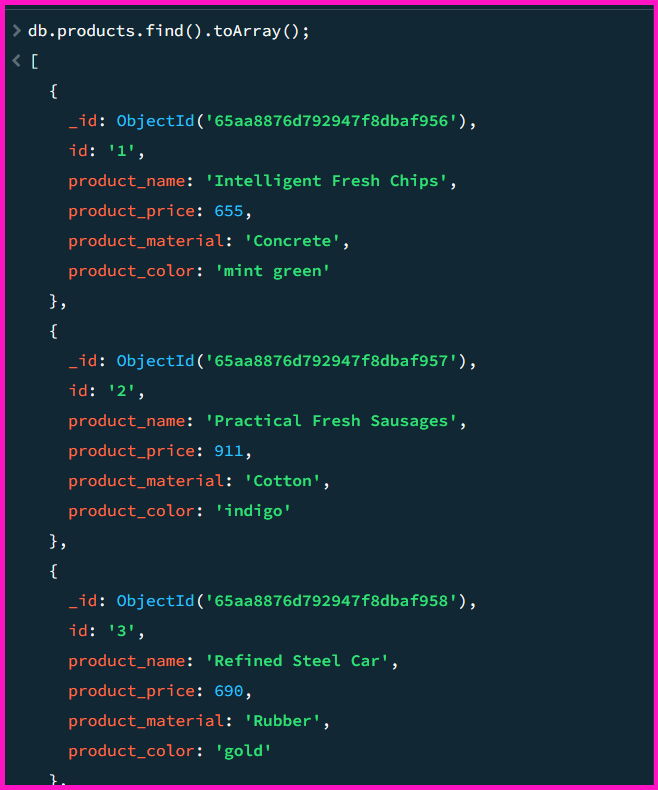 > db.products.find().toArray();
< [
{
_id: ObjectId('65aa8876d792947f8dbaf956'),
id: '1',
product_name: 'Intelligent Fresh Chips',
product_price: 655,
product_material: 'Concrete',
product_color: 'mint green'
},
{
_id: ObjectId('65aa8876d792947f8dbaf957'),
id: '2',
product_name: 'Practical Fresh Sausages',
product_price: 911,
product_material: 'Cotton',
product_color: 'indigo'
},
{
_id: ObjectId('65aa8876d792947f8dbaf958'),
id: '3',
product_name: 'Refined Steel Car',
product_price: 690,
product_material: 'Rubber',
product_color: 'gold'
},